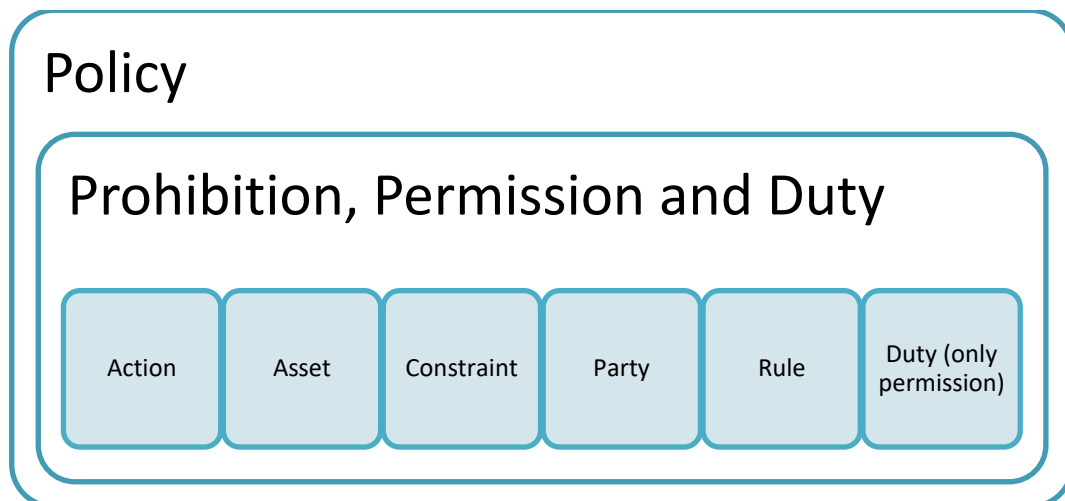 Policy
Prohibition, Permission and Duty
Action
Asset
Constraint
Party
Rule
Duty (only
permission)